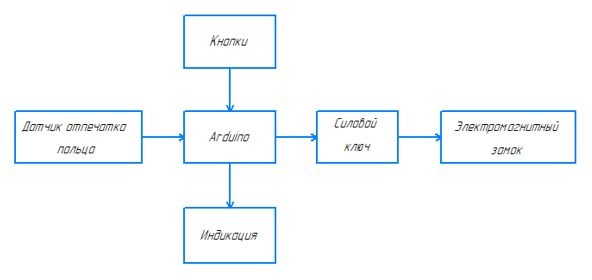 Кнопки
Датчик отпечатка
пальца
Arduino
Силовой
ключ
Электромагнитный
замок
Индикация